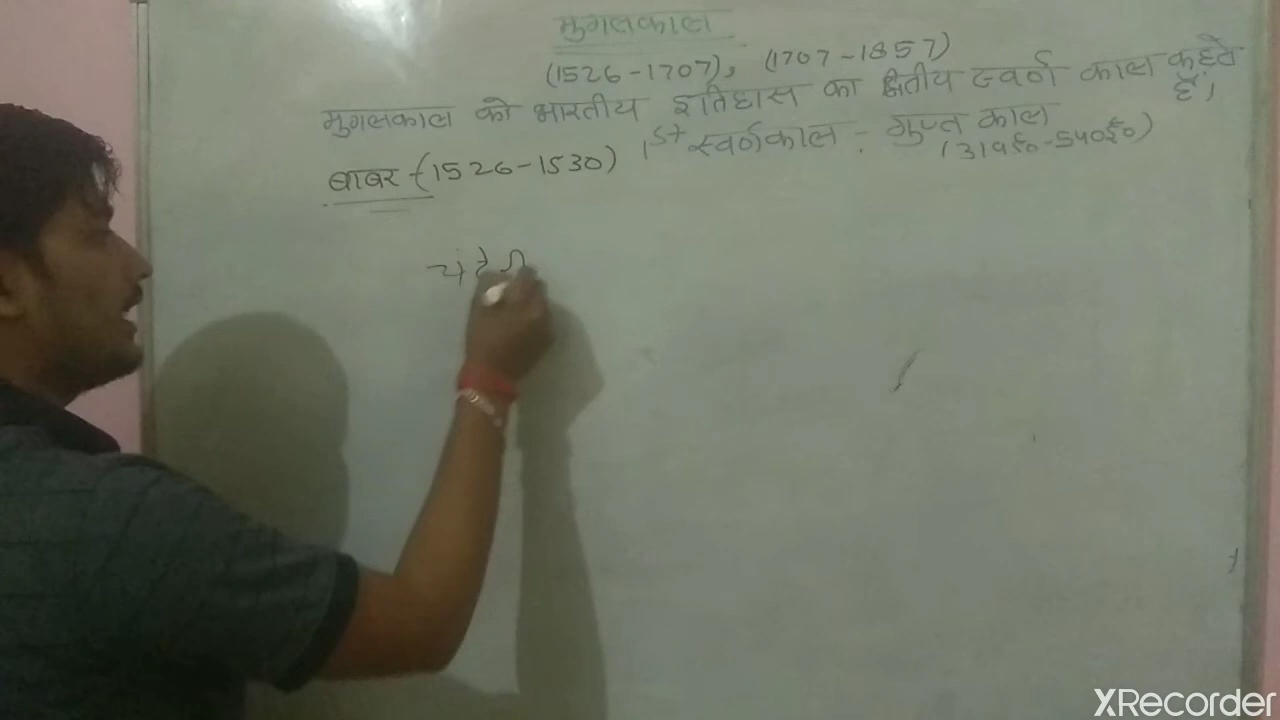 मुगलकाल
(1526-1707), (1707-1857)
मुगलकाल को भारतीय इतिहास का द्वितीय स्वर्ण काल कहते हैं।
1st स्वर्णकाल - गुप्त काल
(319ई०-540ई०)
बाबर-(1526-1530)
चंदे
XRecorder